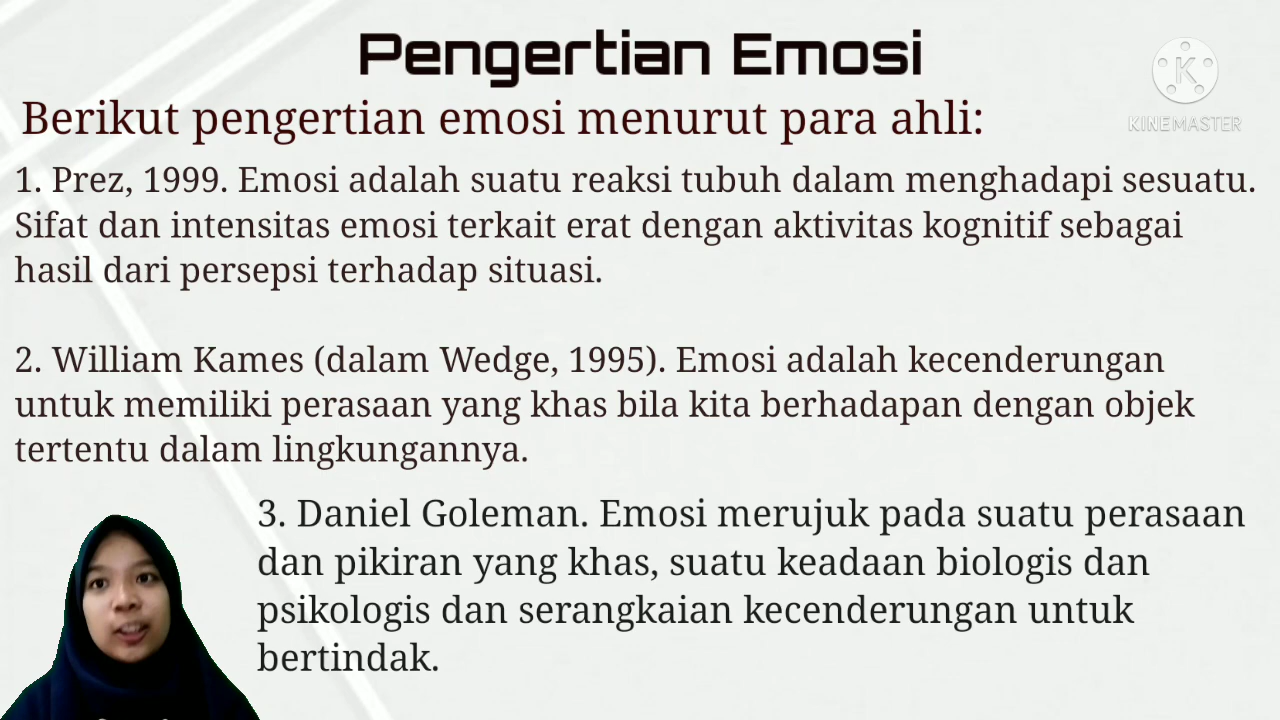 Pengertian Emosi
KINEMASTER
Berikut pengertian emosi menurut para ahli:
1. Prez, 1999. Emosi adalah suatu reaksi tubuh dalam menghadapi sesuatu.
Sifat dan intensitas emosi terkait erat dengan aktivitas kognitif sebagai
hasil dari persepsi terhadap situasi.
2. William Kames (dalam Wedge, 1995). Emosi adalah kecenderungan
untuk memiliki perasaan yang khas bila kita berhadapan dengan objek
tertentu dalam lingkungannya.
3. Daniel Goleman. Emosi merujuk pada suatu perasaan
dan pikiran yang khas, suatu keadaan biologis dan
psikologis dan serangkaian kecenderungan untuk
bertindak.